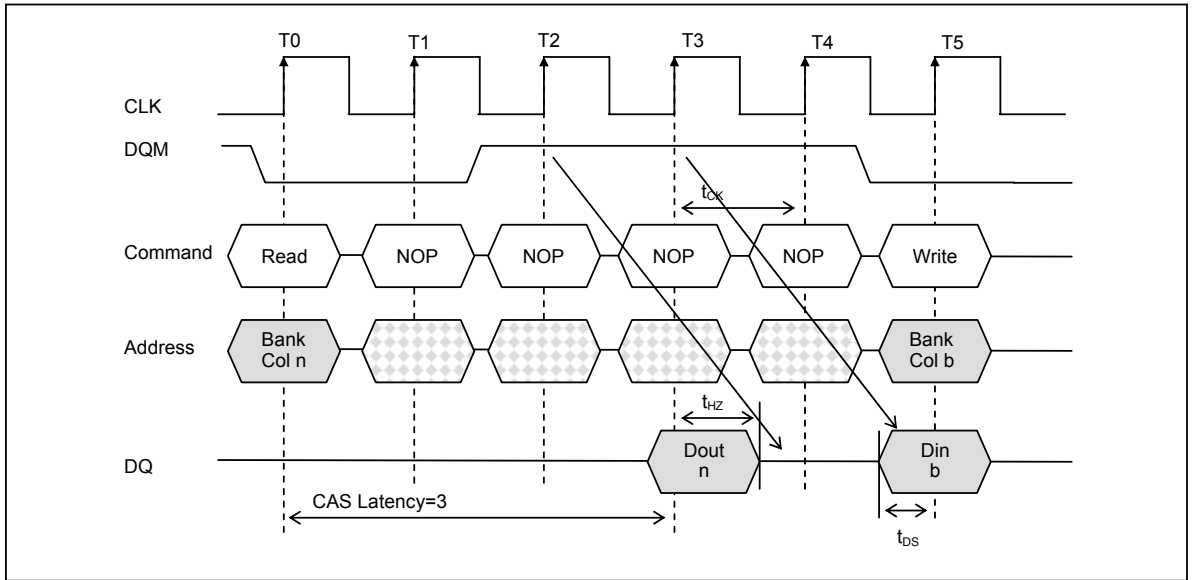 T0 T1 T2 T3 T4 T5
CLK
DQM
tCK
Command Read NOP NOP NOP NOP Write
Address Bank Col n Bank Col b
tHZ
DQ Dout n Din b
CAS Latency=3
tDS